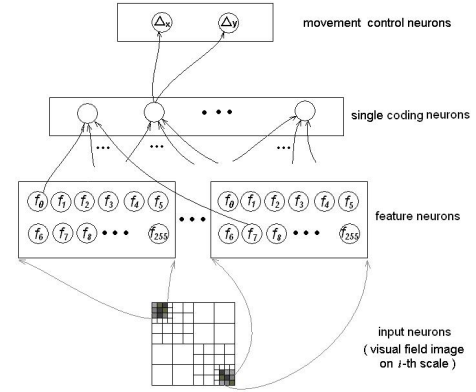 Δx Δy movement control neurons
• • • single coding neurons
... ... ...
f0 f1 f2 f3 f4 f5 f0 f1 f2 f3 f4 f5
• • • feature neurons
f6 f7 f8 • • • f255 f6 f7 f8 • • • f255
input neurons
( visual field image
on i-th scale )